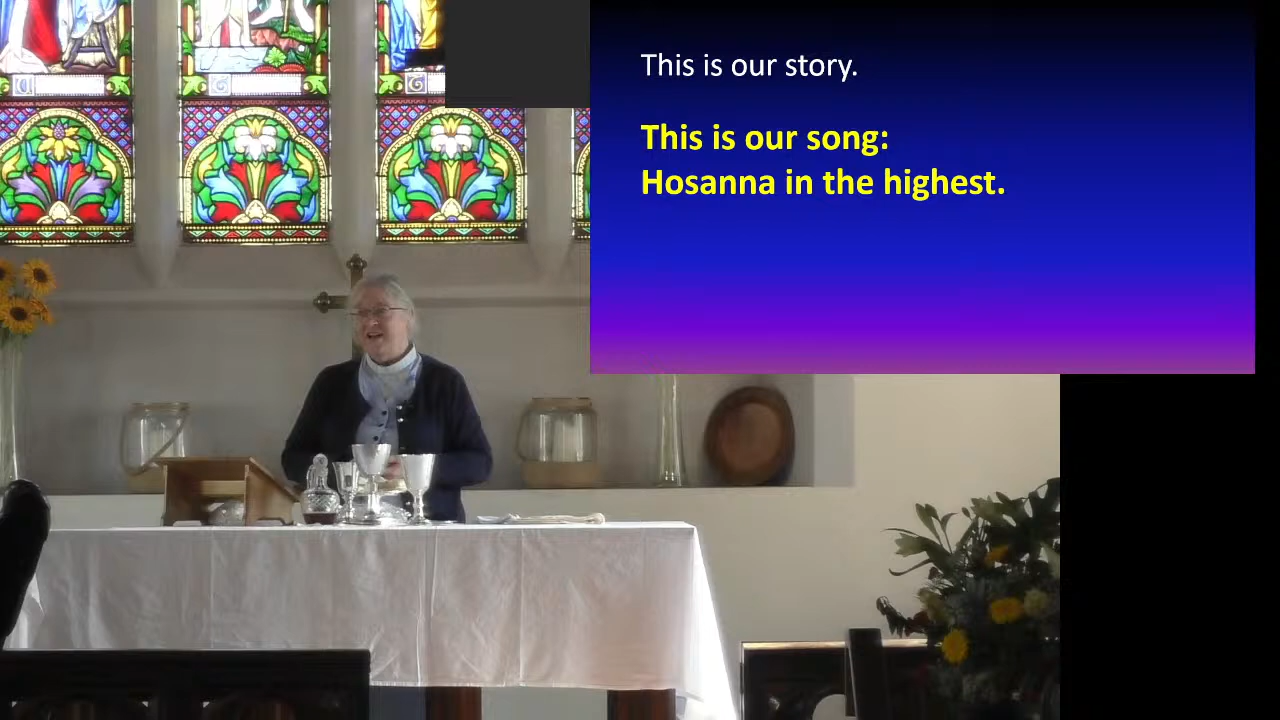 This is our story.
This is our song:
Hosanna in the highest.